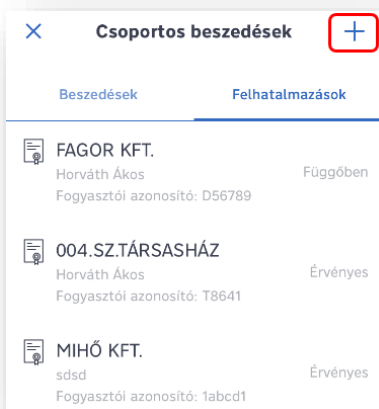 Csoportos beszedések
Beszedések Felhatalmazások
FAGOR KFT.
Horváth Ákos Függőben
Fogyasztói azonosító: D56789
004.SZ.TÁRSASHÁZ
Horváth Ákos Érvényes
Fogyasztói azonosító: T8641
MIHŐ KFT.
sdsd Érvényes
Fogyasztói azonosító: 1abcd1